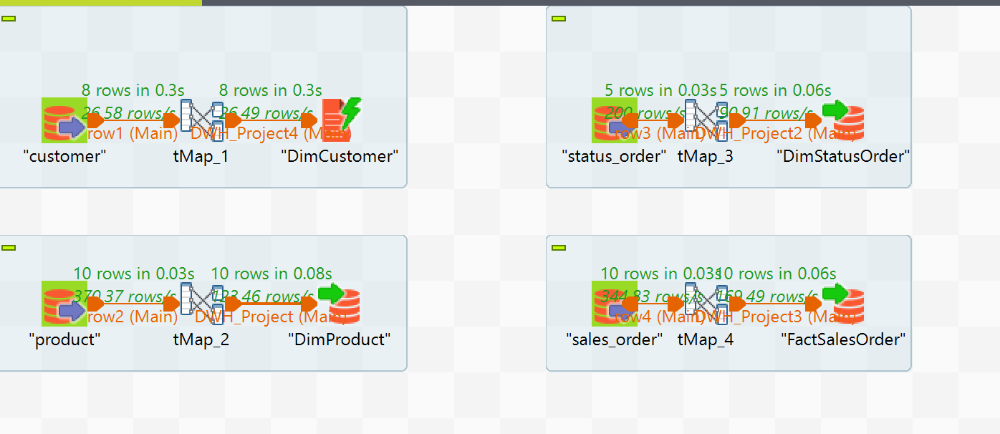 8 rows in 0.3s 8 rows in 0.3s
26.58 rows/s 26.49 rows/s
row1 (Main) DWH_Project4 (Main)
"customer" tMap_1 "DimCustomer"
5 rows in 0.03s 5 rows in 0.06s
200 rows/s 90.91 rows/s
row3 (Main) DWH_Project2 (Main)
"status_order" tMap_3 "DimStatusOrder"
10 rows in 0.03s 10 rows in 0.08s
370.37 rows/s 123.46 rows/s
row2 (Main) DWH_Project (Main)
"product" tMap_2 "DimProduct"
10 rows in 0.03s 10 rows in 0.06s
344.83 rows/s 169.49 rows/s
row4 (Main) DWH_Project3 (Main)
"sales_order" tMap_4 "FactSalesOrder"